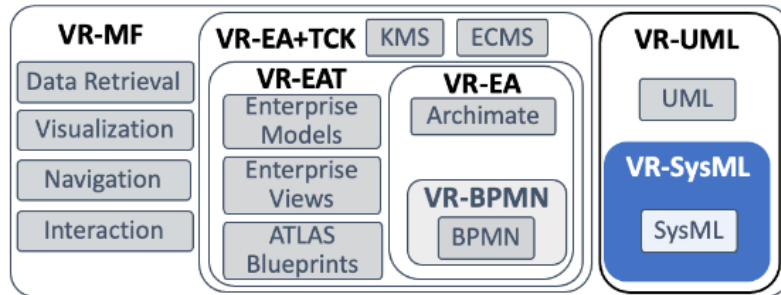 VR-MF
Data Retrieval
Visualization
Navigation
Interaction
VR-EA+TCK
KMS
ECMS
VR-EAT
Enterprise
Models
Enterprise
Views
ATLAS
Blueprints
VR-EA
Archimate
VR-BPMN
BPMN
VR-UML
UML
VR-SysML
SysML